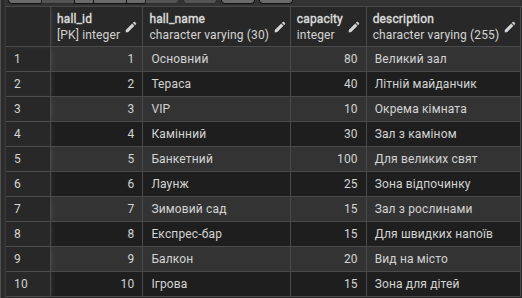 hall_id hall_name capacity description
[PK] integer character varying (30) integer character varying (255)
1 1 Основний 80 Великий зал
2 2 Тераса 40 Літній майданчик
3 3 VIP 10 Окрема кімната
4 4 Камінний 30 Зал з каміном
5 5 Банкетний 100 Для великих свят
6 6 Лаунж 25 Зона відпочинку
7 7 Зимовий сад 15 Зал з рослинами
8 8 Експрес-бар 15 Для швидких напоїв
9 9 Балкон 20 Вид на місто
10 10 Ігрова 15 Зона для дітей